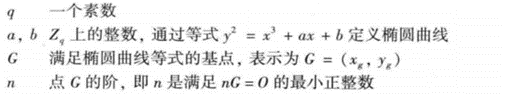 q 一个素数
a, b Z_q 上的整数，通过等式 y² = x³ + ax + b 定义椭圆曲线
G 满足椭圆曲线等式的基点，表示为 G = (x_g, y_g)
n 点 G 的阶，即 n 是满足 nG = O 的最小正整数